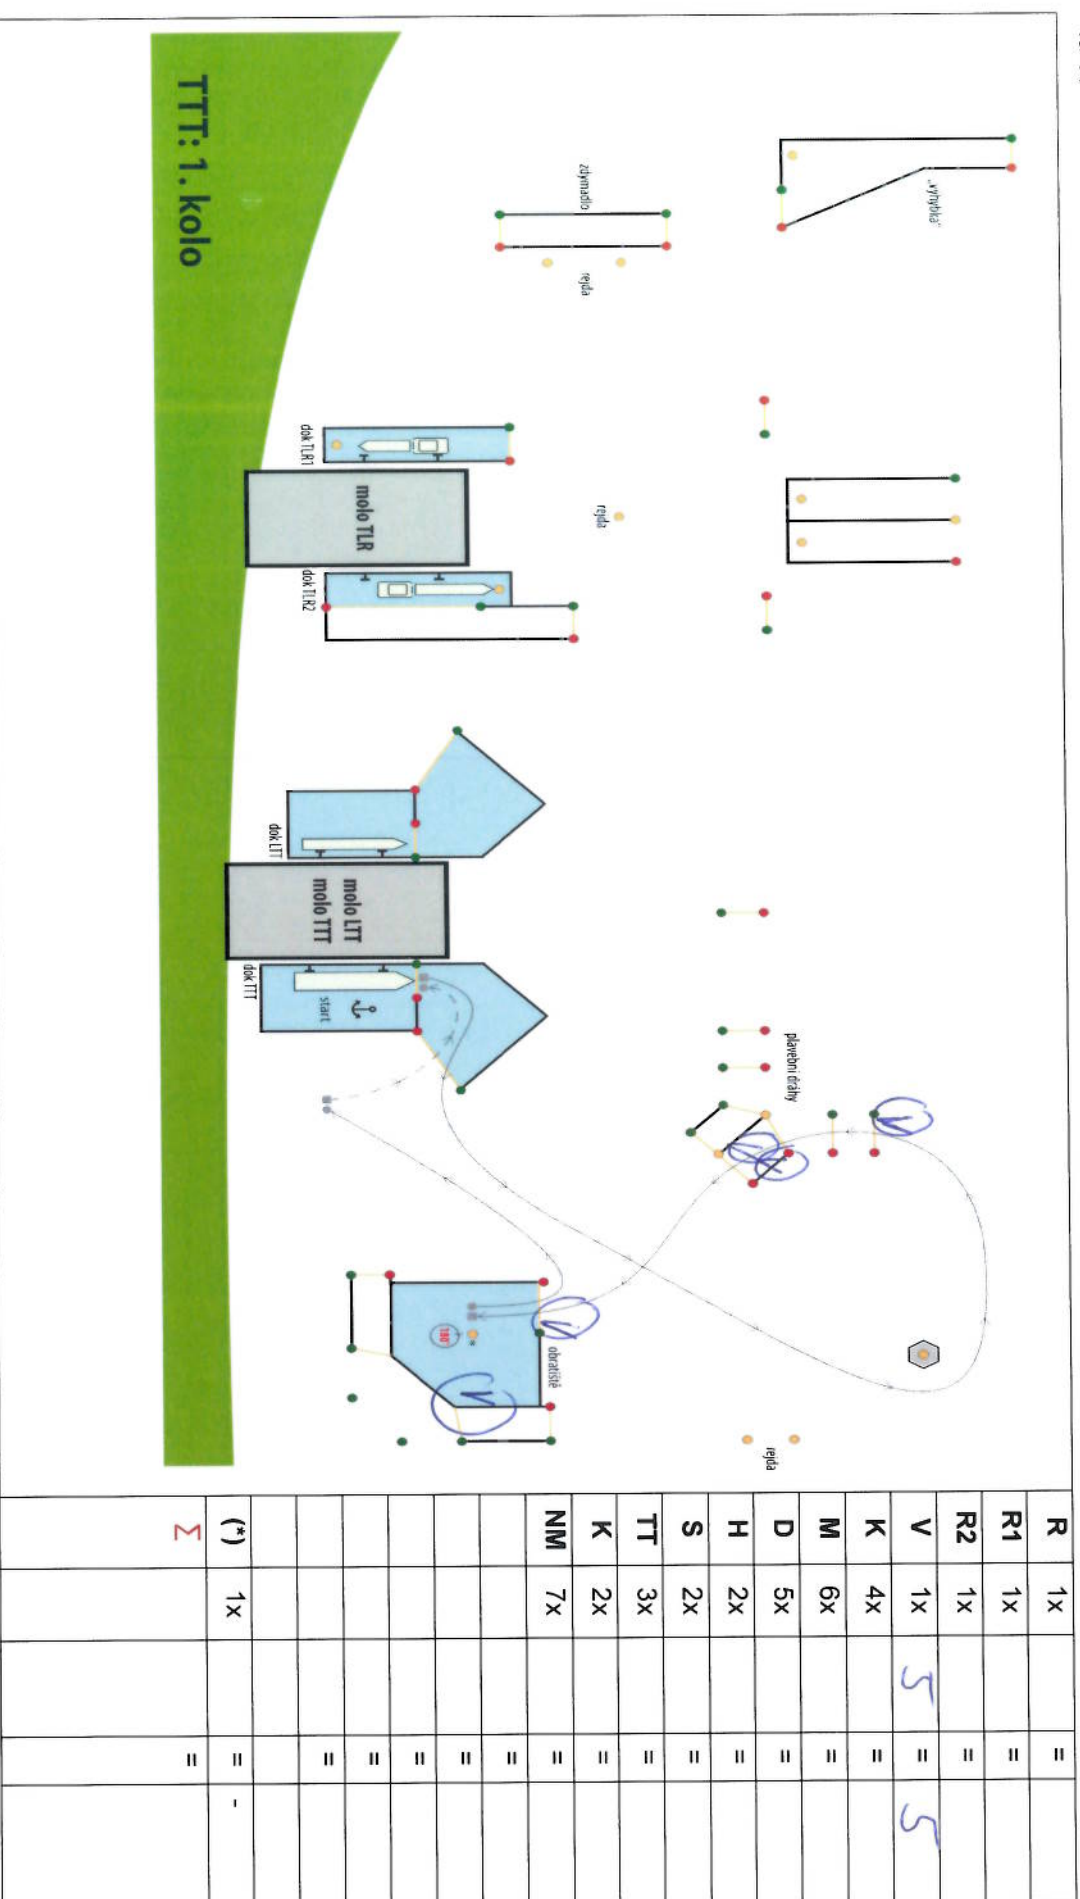 „výhybka“
V
plavební dráhy
rejda
V
V
zdymadlo
rejda
rejda
obratiště
V
V
180°
*
dok TLR1
molo TLR
dok TLR2
dok LTT
molo LTT
molo TTT
dok TTT
start
TTT: 1. kolo
R 1x =
R1 1x =
R2 1x =
V 1x 5 = 5
K 4x =
M 6x =
D 5x =
H 2x =
S 2x =
TT 3x =
K 2x =
NM 7x =
=
=
=
=
=
(*) 1x = -
Σ =